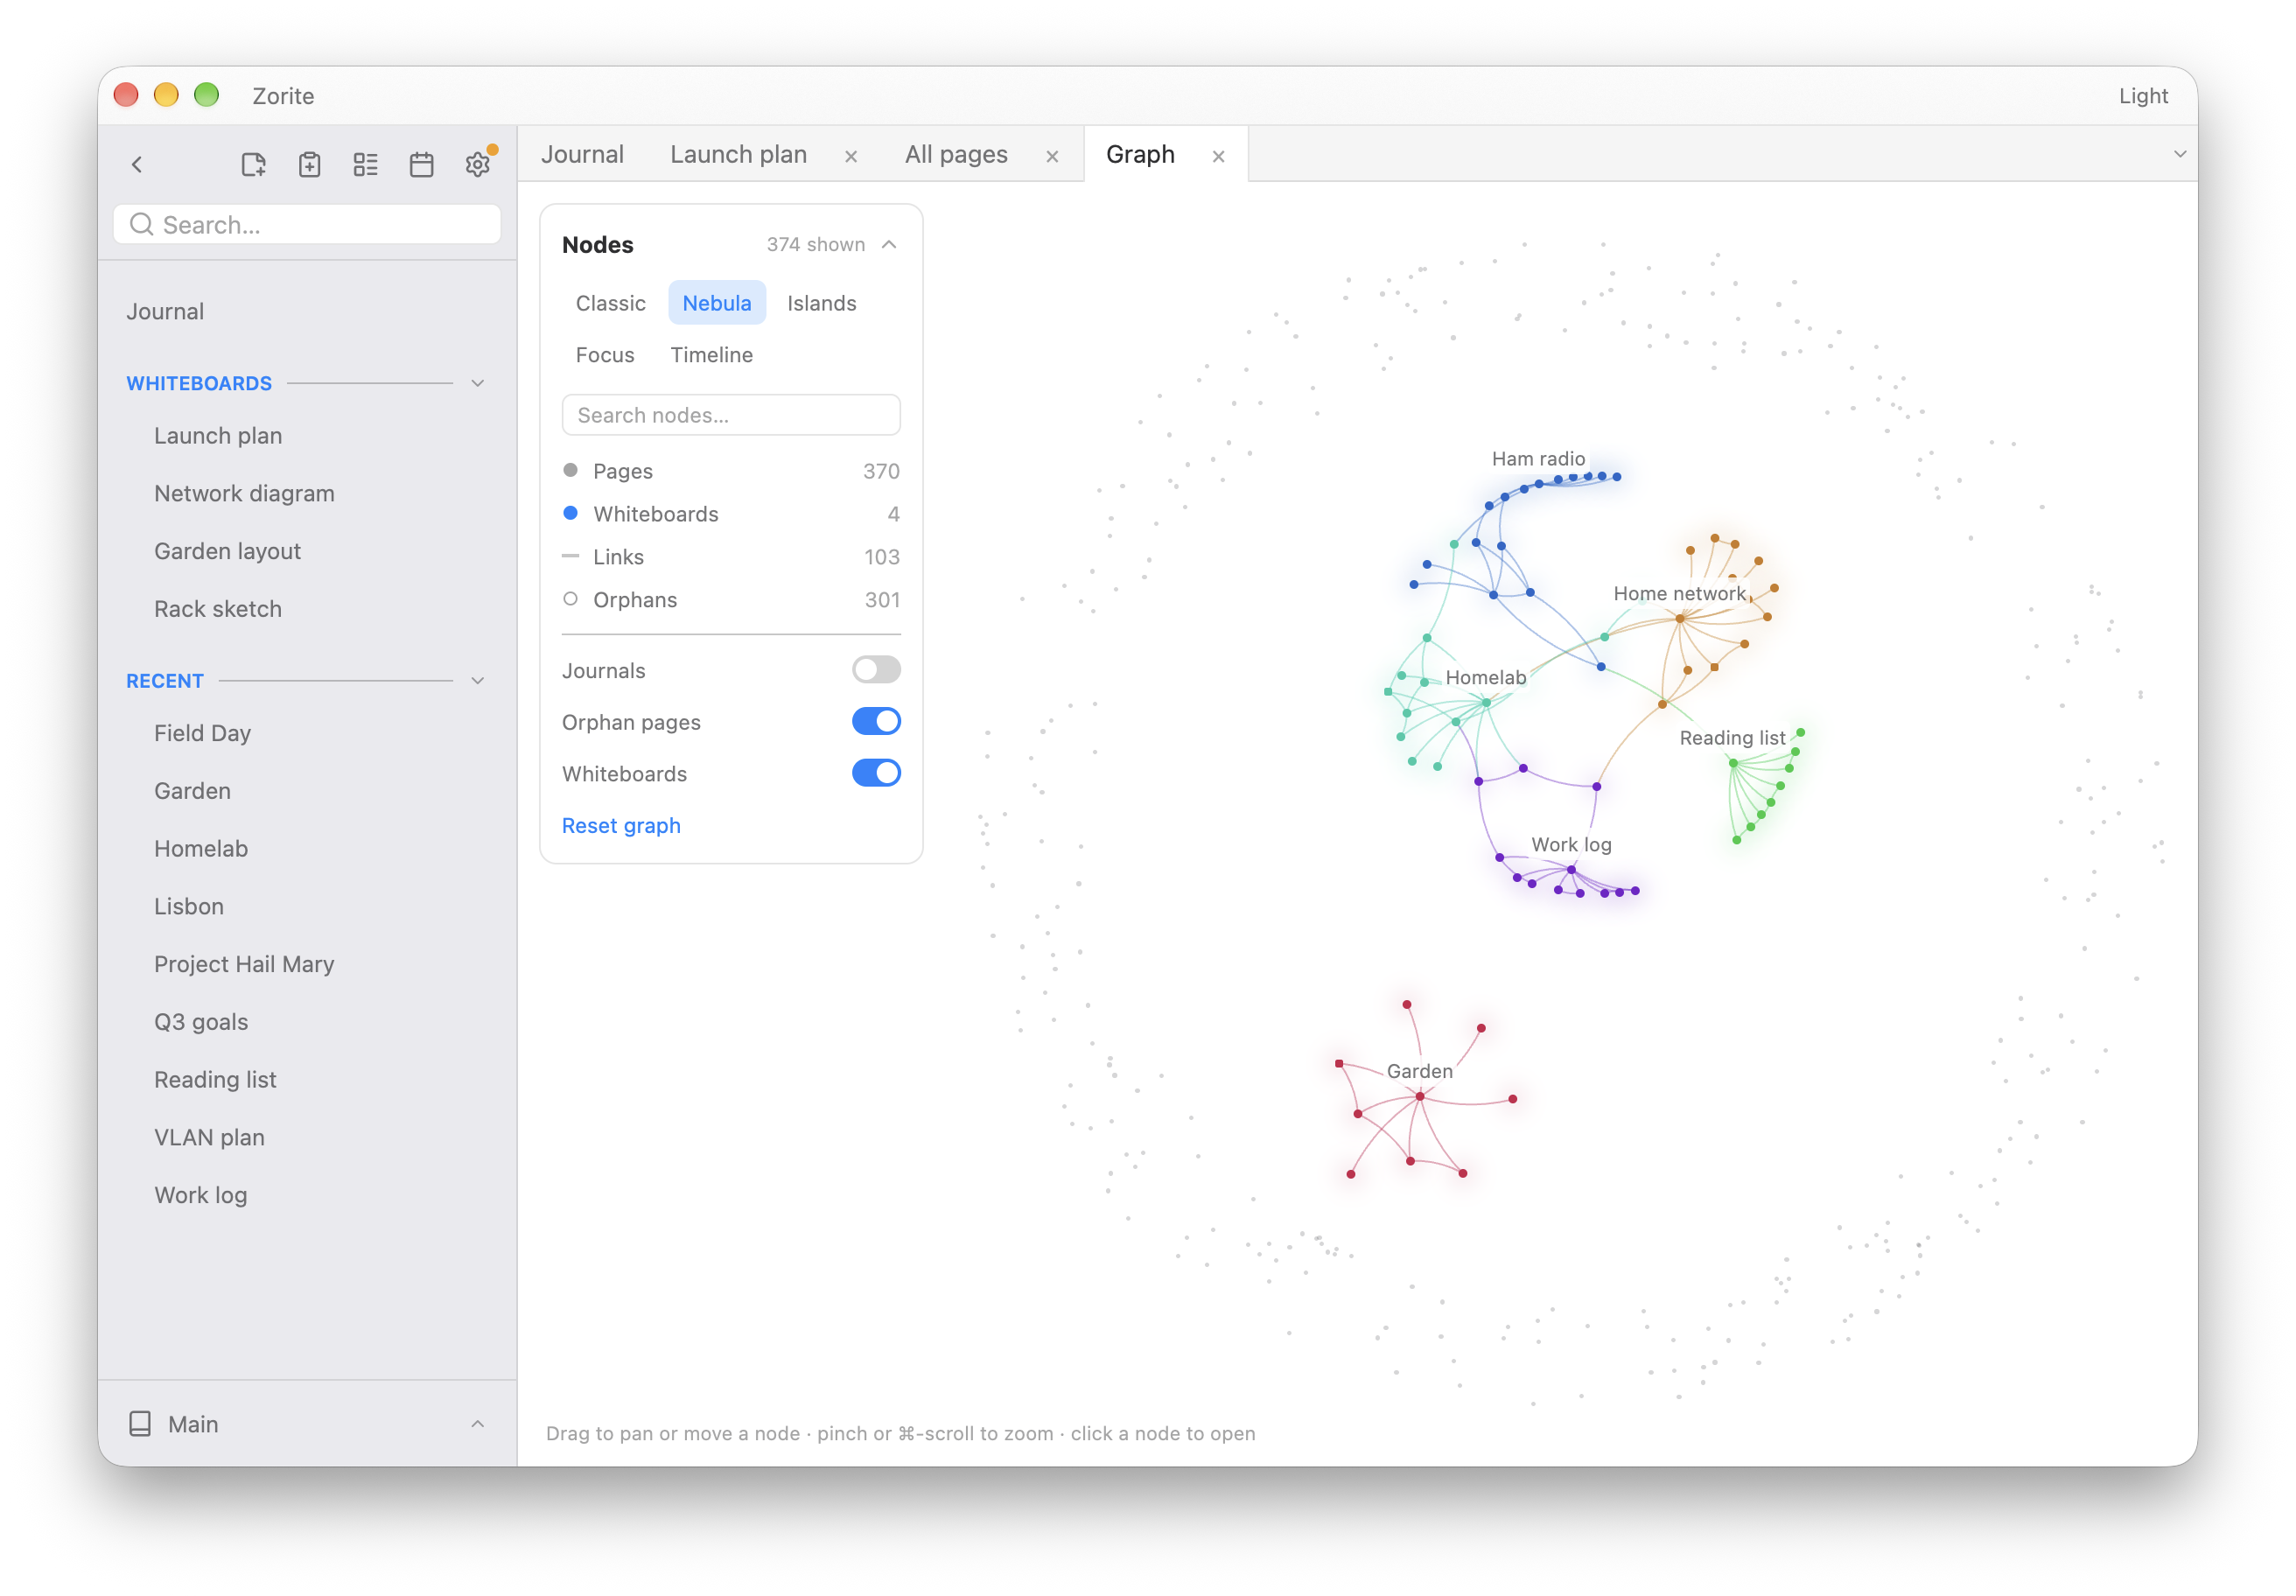 Zorite
Light
Search...
Journal
WHITEBOARDS
Launch plan
Network diagram
Garden layout
Rack sketch
RECENT
Field Day
Garden
Homelab
Lisbon
Project Hail Mary
Q3 goals
Reading list
VLAN plan
Work log
Main
Journal
Launch plan
All pages
Graph
Nodes 374 shown
Classic Nebula Islands
Focus Timeline
Search nodes...
Pages 370
Whiteboards 4
Links 103
Orphans 301
Journals
Orphan pages
Whiteboards
Reset graph
Ham radio
Home network
Homelab
Reading list
Work log
Garden
Drag to pan or move a node · pinch or ⌘-scroll to zoom · click a node to open